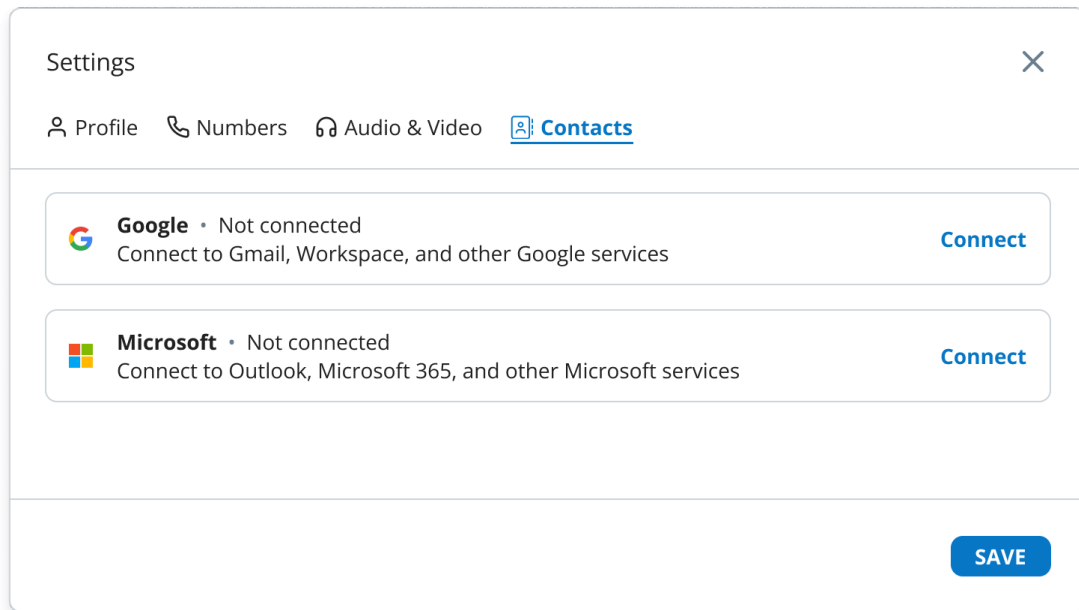 Settings
Profile Numbers Audio & Video Contacts
Google • Not connected
Connect to Gmail, Workspace, and other Google services
Connect
Microsoft • Not connected
Connect to Outlook, Microsoft 365, and other Microsoft services
Connect
SAVE